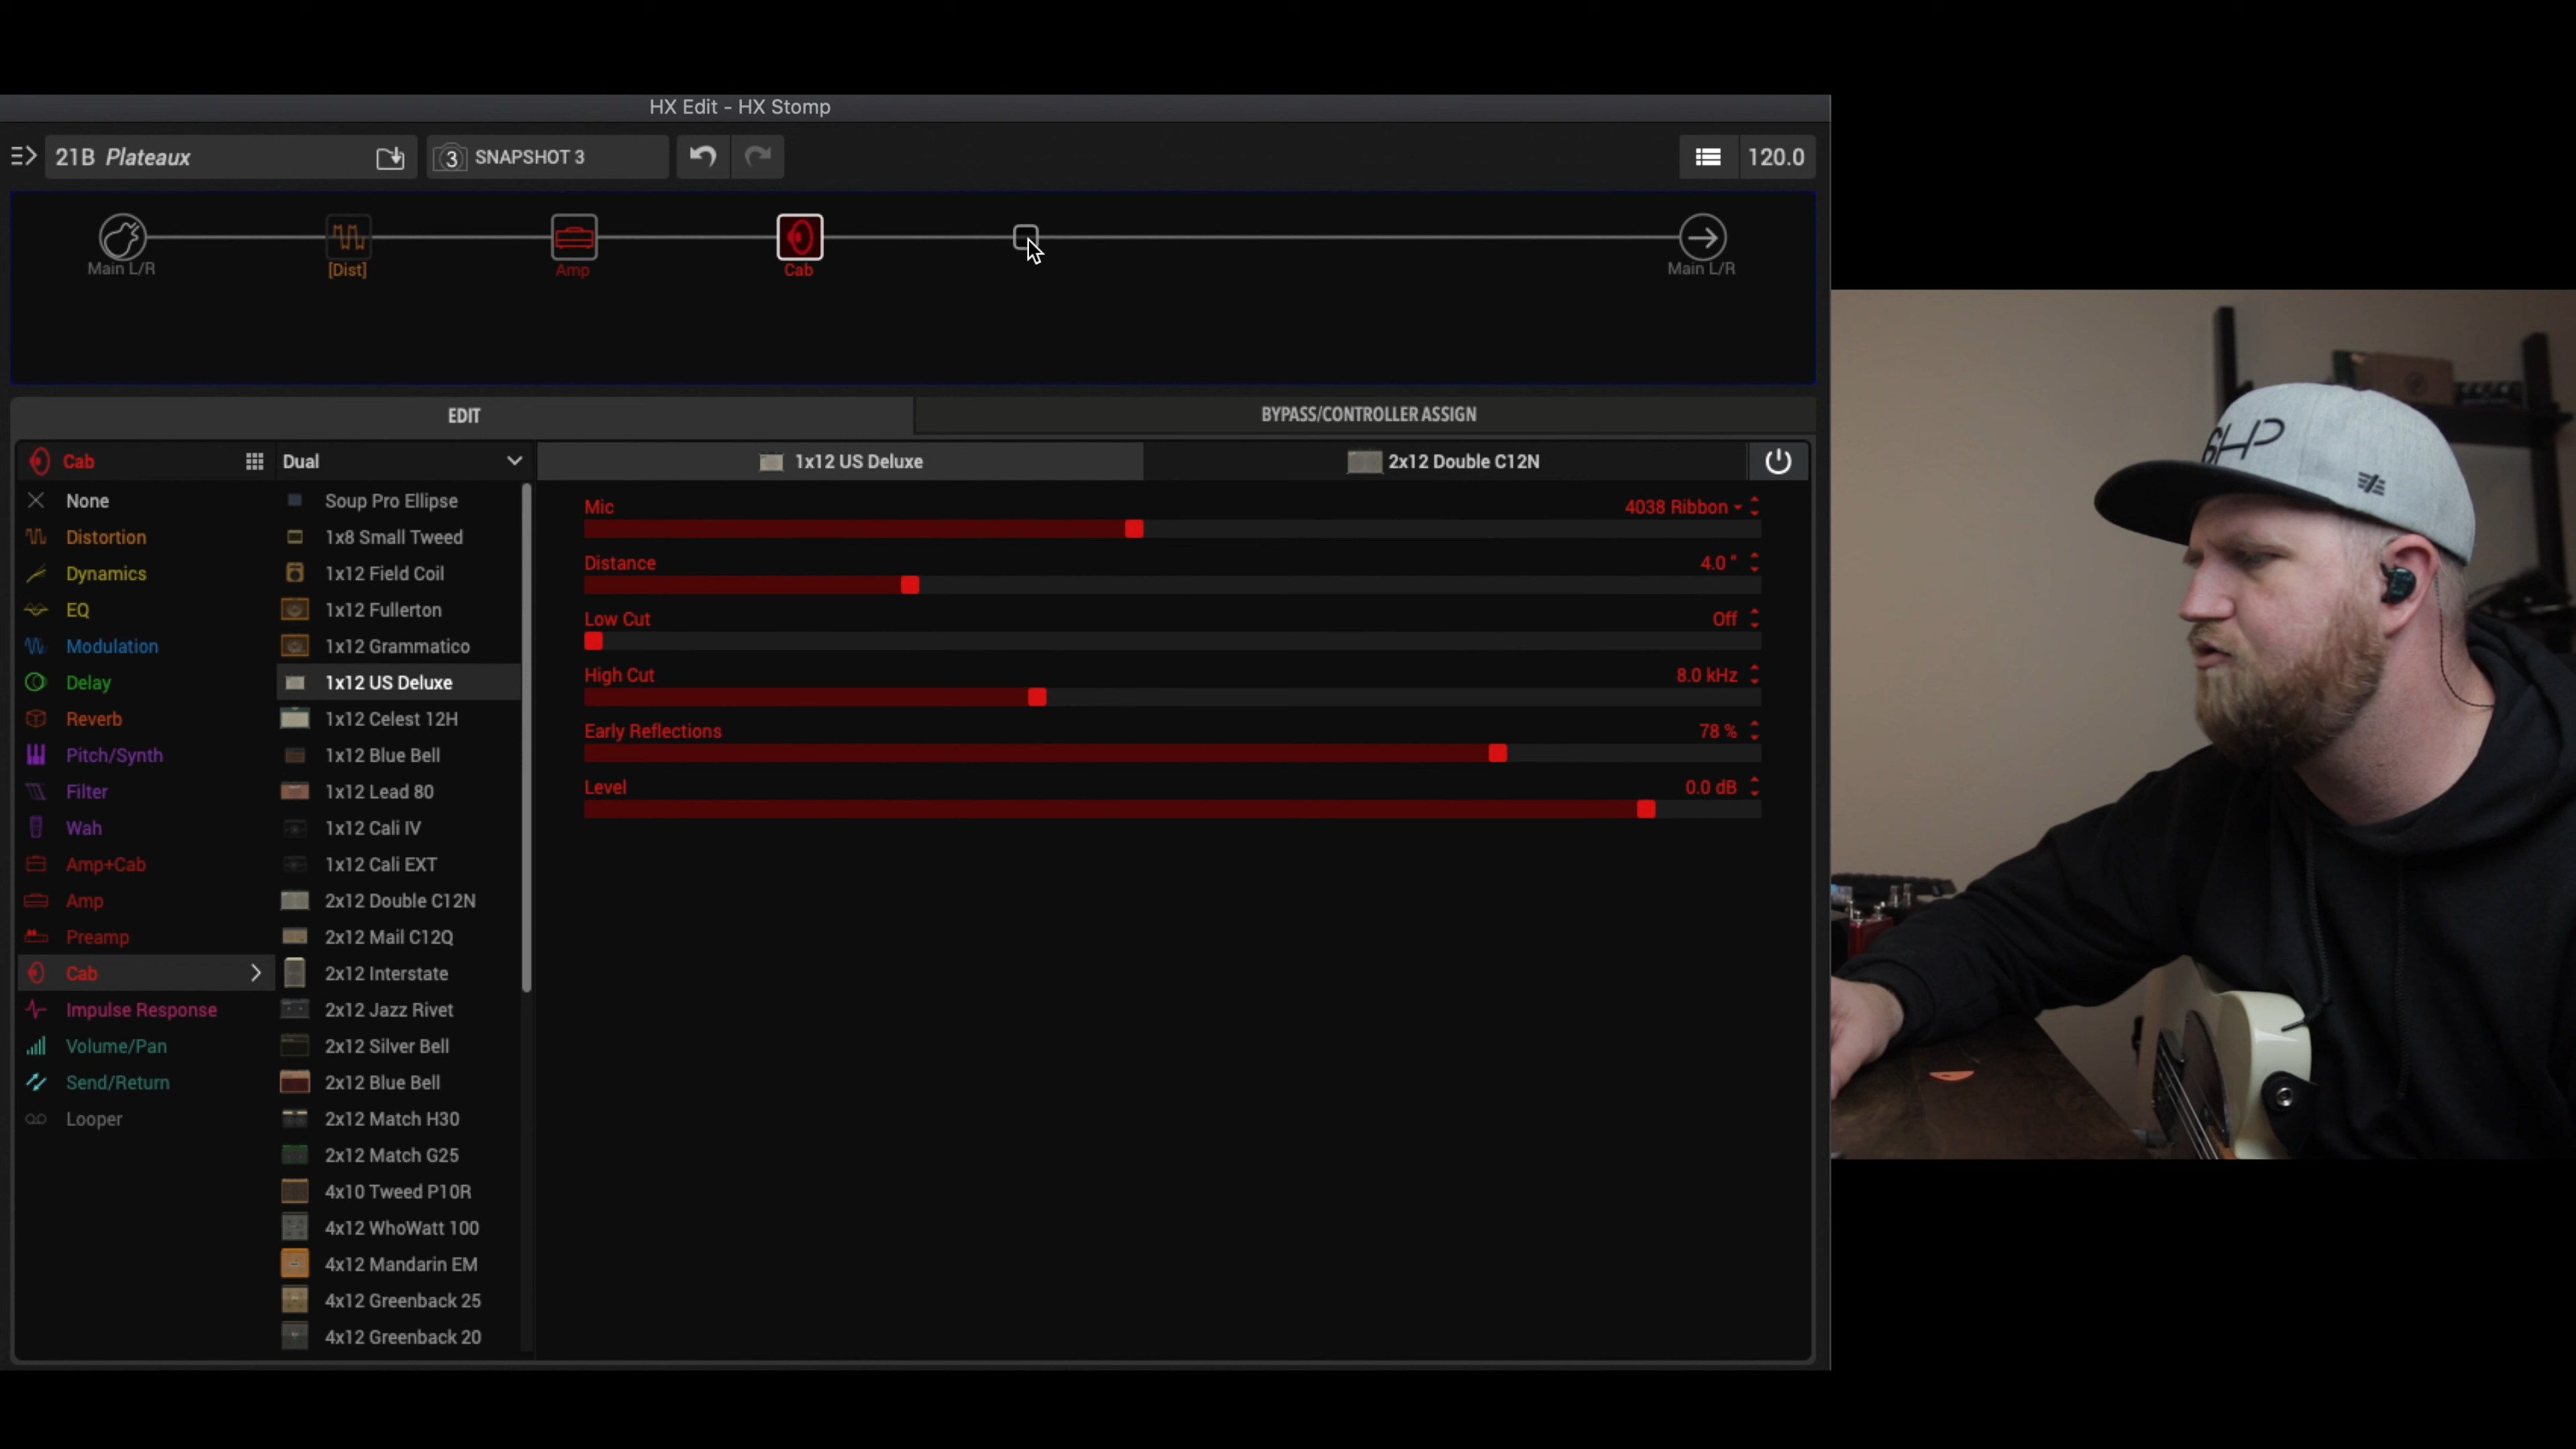 HX Edit - HX Stomp
21B Plateaux
3 SNAPSHOT 3
120.0
Main L/R
[Dist]
Amp
Cab
Main L/R
EDIT
BYPASS/CONTROLLER ASSIGN
Cab
Dual
1x12 US Deluxe
2x12 Double C12N
None
Distortion
Dynamics
EQ
Modulation
Delay
Reverb
Pitch/Synth
Filter
Wah
Amp+Cab
Amp
Preamp
Cab
Impulse Response
Volume/Pan
Send/Return
Looper
Soup Pro Ellipse
1x8 Small Tweed
1x12 Field Coil
1x12 Fullerton
1x12 Grammatico
1x12 US Deluxe
1x12 Celest 12H
1x12 Blue Bell
1x12 Lead 80
1x12 Cali IV
1x12 Cali EXT
2x12 Double C12N
2x12 Mail C12Q
2x12 Interstate
2x12 Jazz Rivet
2x12 Silver Bell
2x12 Blue Bell
2x12 Match H30
2x12 Match G25
4x10 Tweed P10R
4x12 WhoWatt 100
4x12 Mandarin EM
4x12 Greenback 25
4x12 Greenback 20
Mic 4038 Ribbon
Distance 4.0 "
Low Cut Off
High Cut 8.0 kHz
Early Reflections 78 %
Level 0.0 dB
6HP